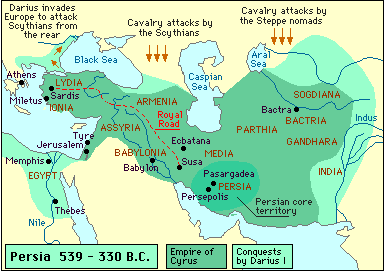 Darius invades
Europe to attack
Scythians from
the rear
Cavalry attacks
by the Scythians
Cavalry attacks by
the Steppe nomads
Black Sea
Aral
Sea
Caspian
Sea
Athens
LYDIA
Sardis
Miletus
IONIA
ARMENIA
SOGDIANA
Bactra
BACTRIA
Indus
ASSYRIA
Royal
Road
PARTHIA
GANDHARA
Tyre
Jerusalem
Ecbatana
MEDIA
BABYLONIA
Babylon
Susa
INDIA
Memphis
EGYPT
Pasargadea
PERSIA
Persepolis
Persian core
territory
Thebes
Nile
Persia 539 - 330 B.C.
Empire of
Cyrus
Conquests
by Darius I